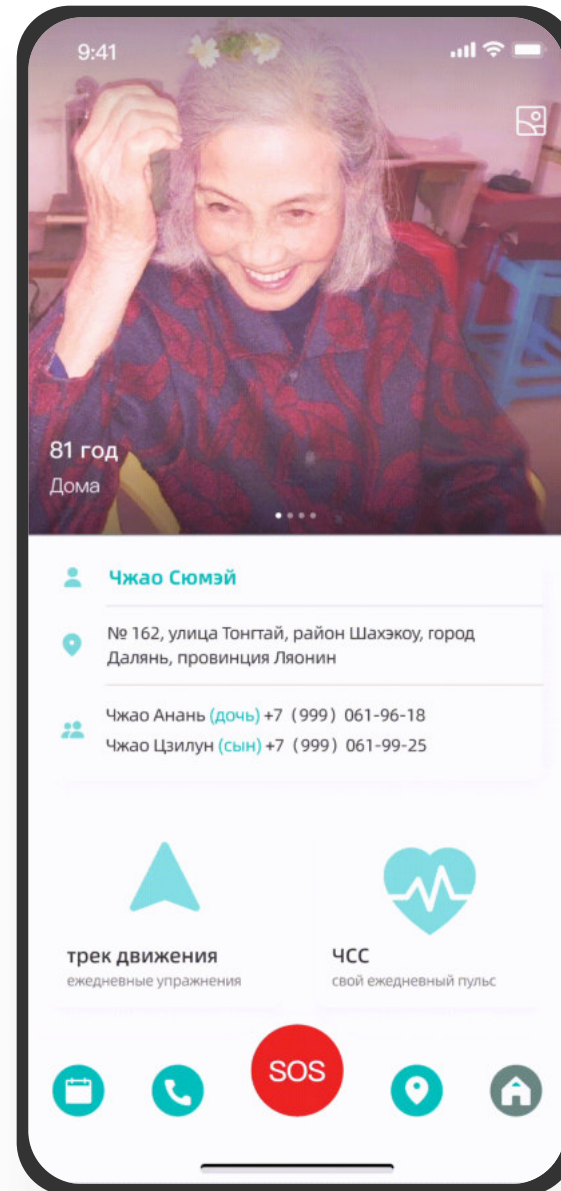 9:41
81 год
Дома
Чжао Сюмэй
№ 162, улица Тонгтай, район Шахэкоу, город
Далянь, провинция Ляонин
Чжао Анань (дочь) +7 (999) 061-96-18
Чжао Цзилун (сын) +7 (999) 061-99-25
трек движения
ежедневные упражнения
ЧСС
свой ежедневный пульс
SOS